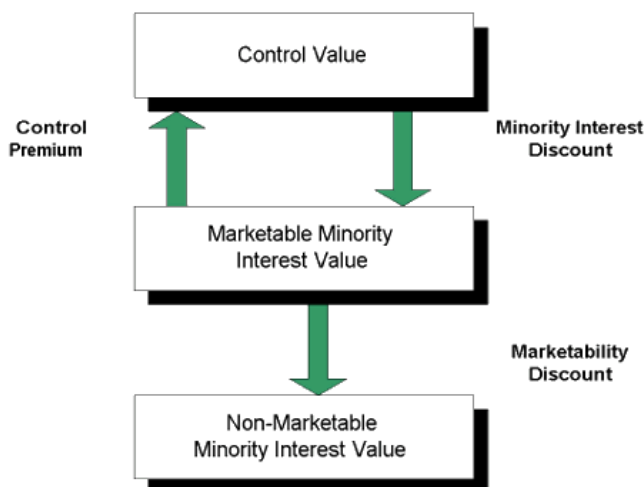 Control Value
Control
Premium
Minority Interest
Discount
Marketable Minority
Interest Value
Marketability
Discount
Non-Marketable
Minority Interest Value